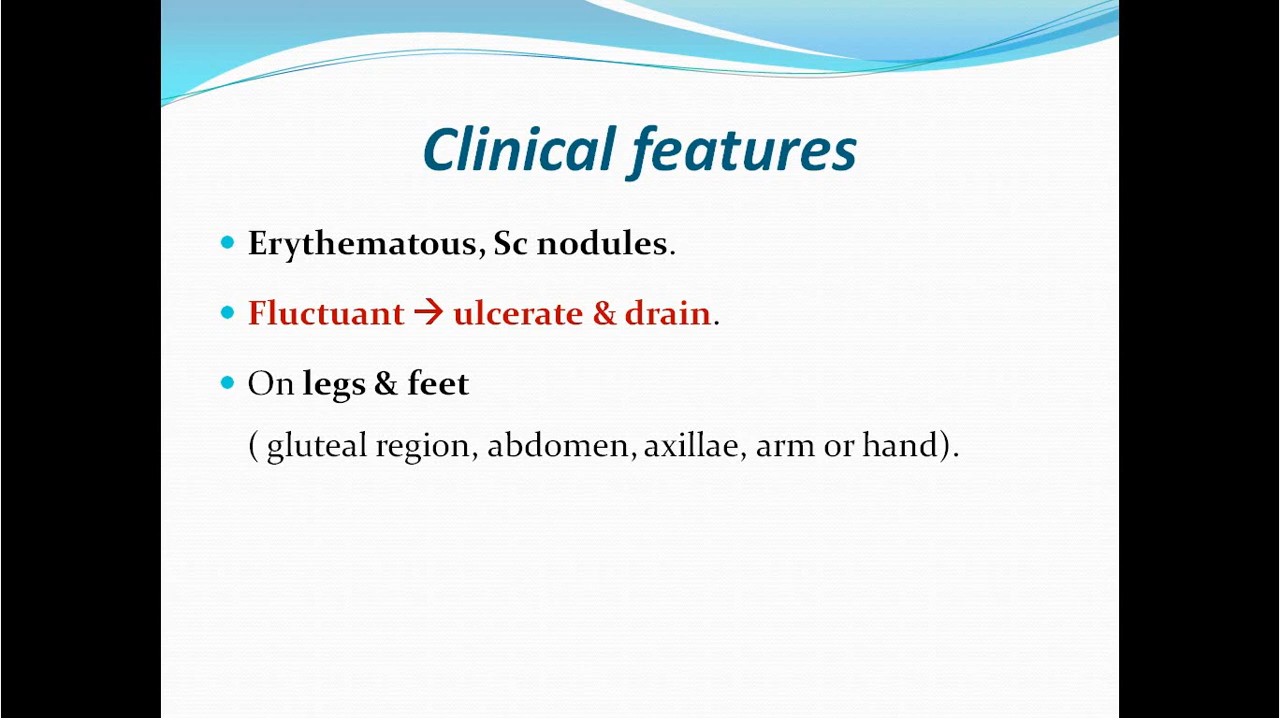 Clinical features
Erythematous, Sc nodules.
Fluctuant → ulcerate & drain.
On legs & feet
( gluteal region, abdomen, axillae, arm or hand).